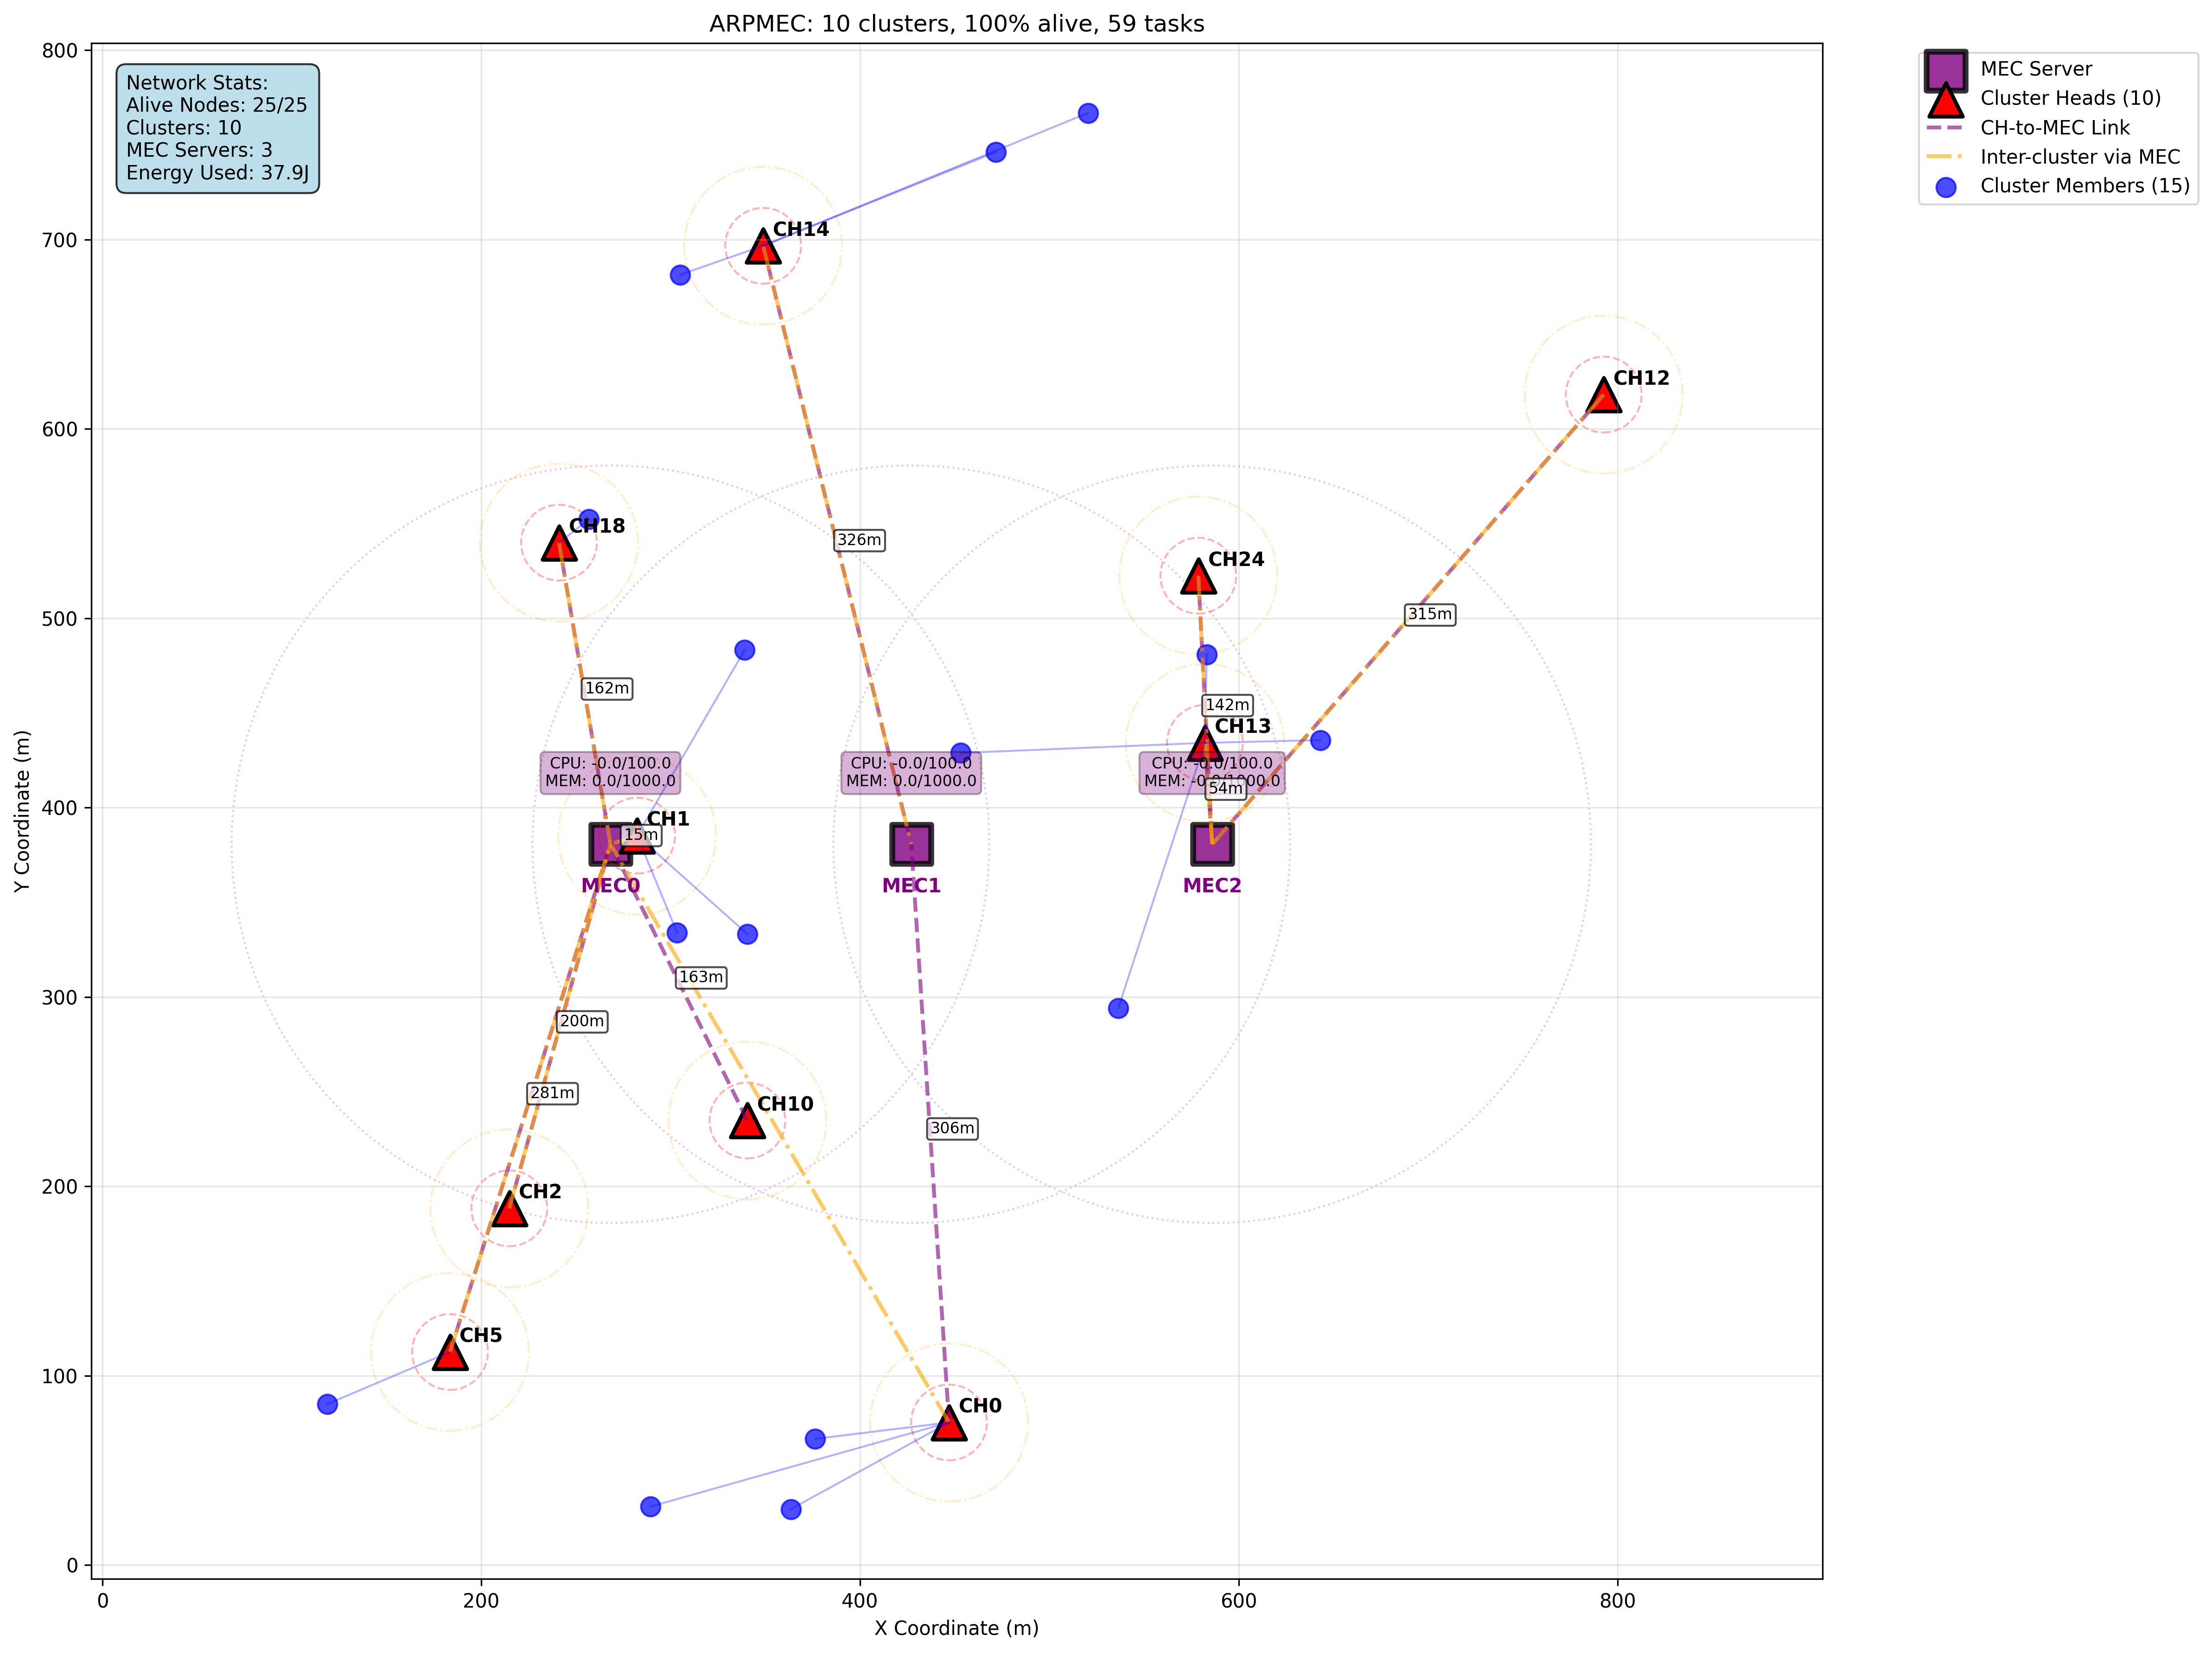 ARPMEC: 10 clusters, 100% alive, 59 tasks
Network Stats:
Alive Nodes: 25/25
Clusters: 10
MEC Servers: 3
Energy Used: 37.9J
MEC Server
Cluster Heads (10)
CH-to-MEC Link
Inter-cluster via MEC
Cluster Members (15)
Y Coordinate (m)
800
700
600
500
400
300
200
100
0
CH14
CH12
326m
CH18
CH24
315m
162m
142m
CH13
CPU: -0.0/100.0
MEM: 0.0/1000.0
CPU: -0.0/100.0
MEM: 0.0/1000.0
CPU: -0.0/100.0
MEM: -0.0/1000.0
54m
CH1
15m
MEC0
MEC1
MEC2
163m
200m
281m
CH10
306m
CH2
CH5
CH0
0
200
400
600
800
X Coordinate (m)